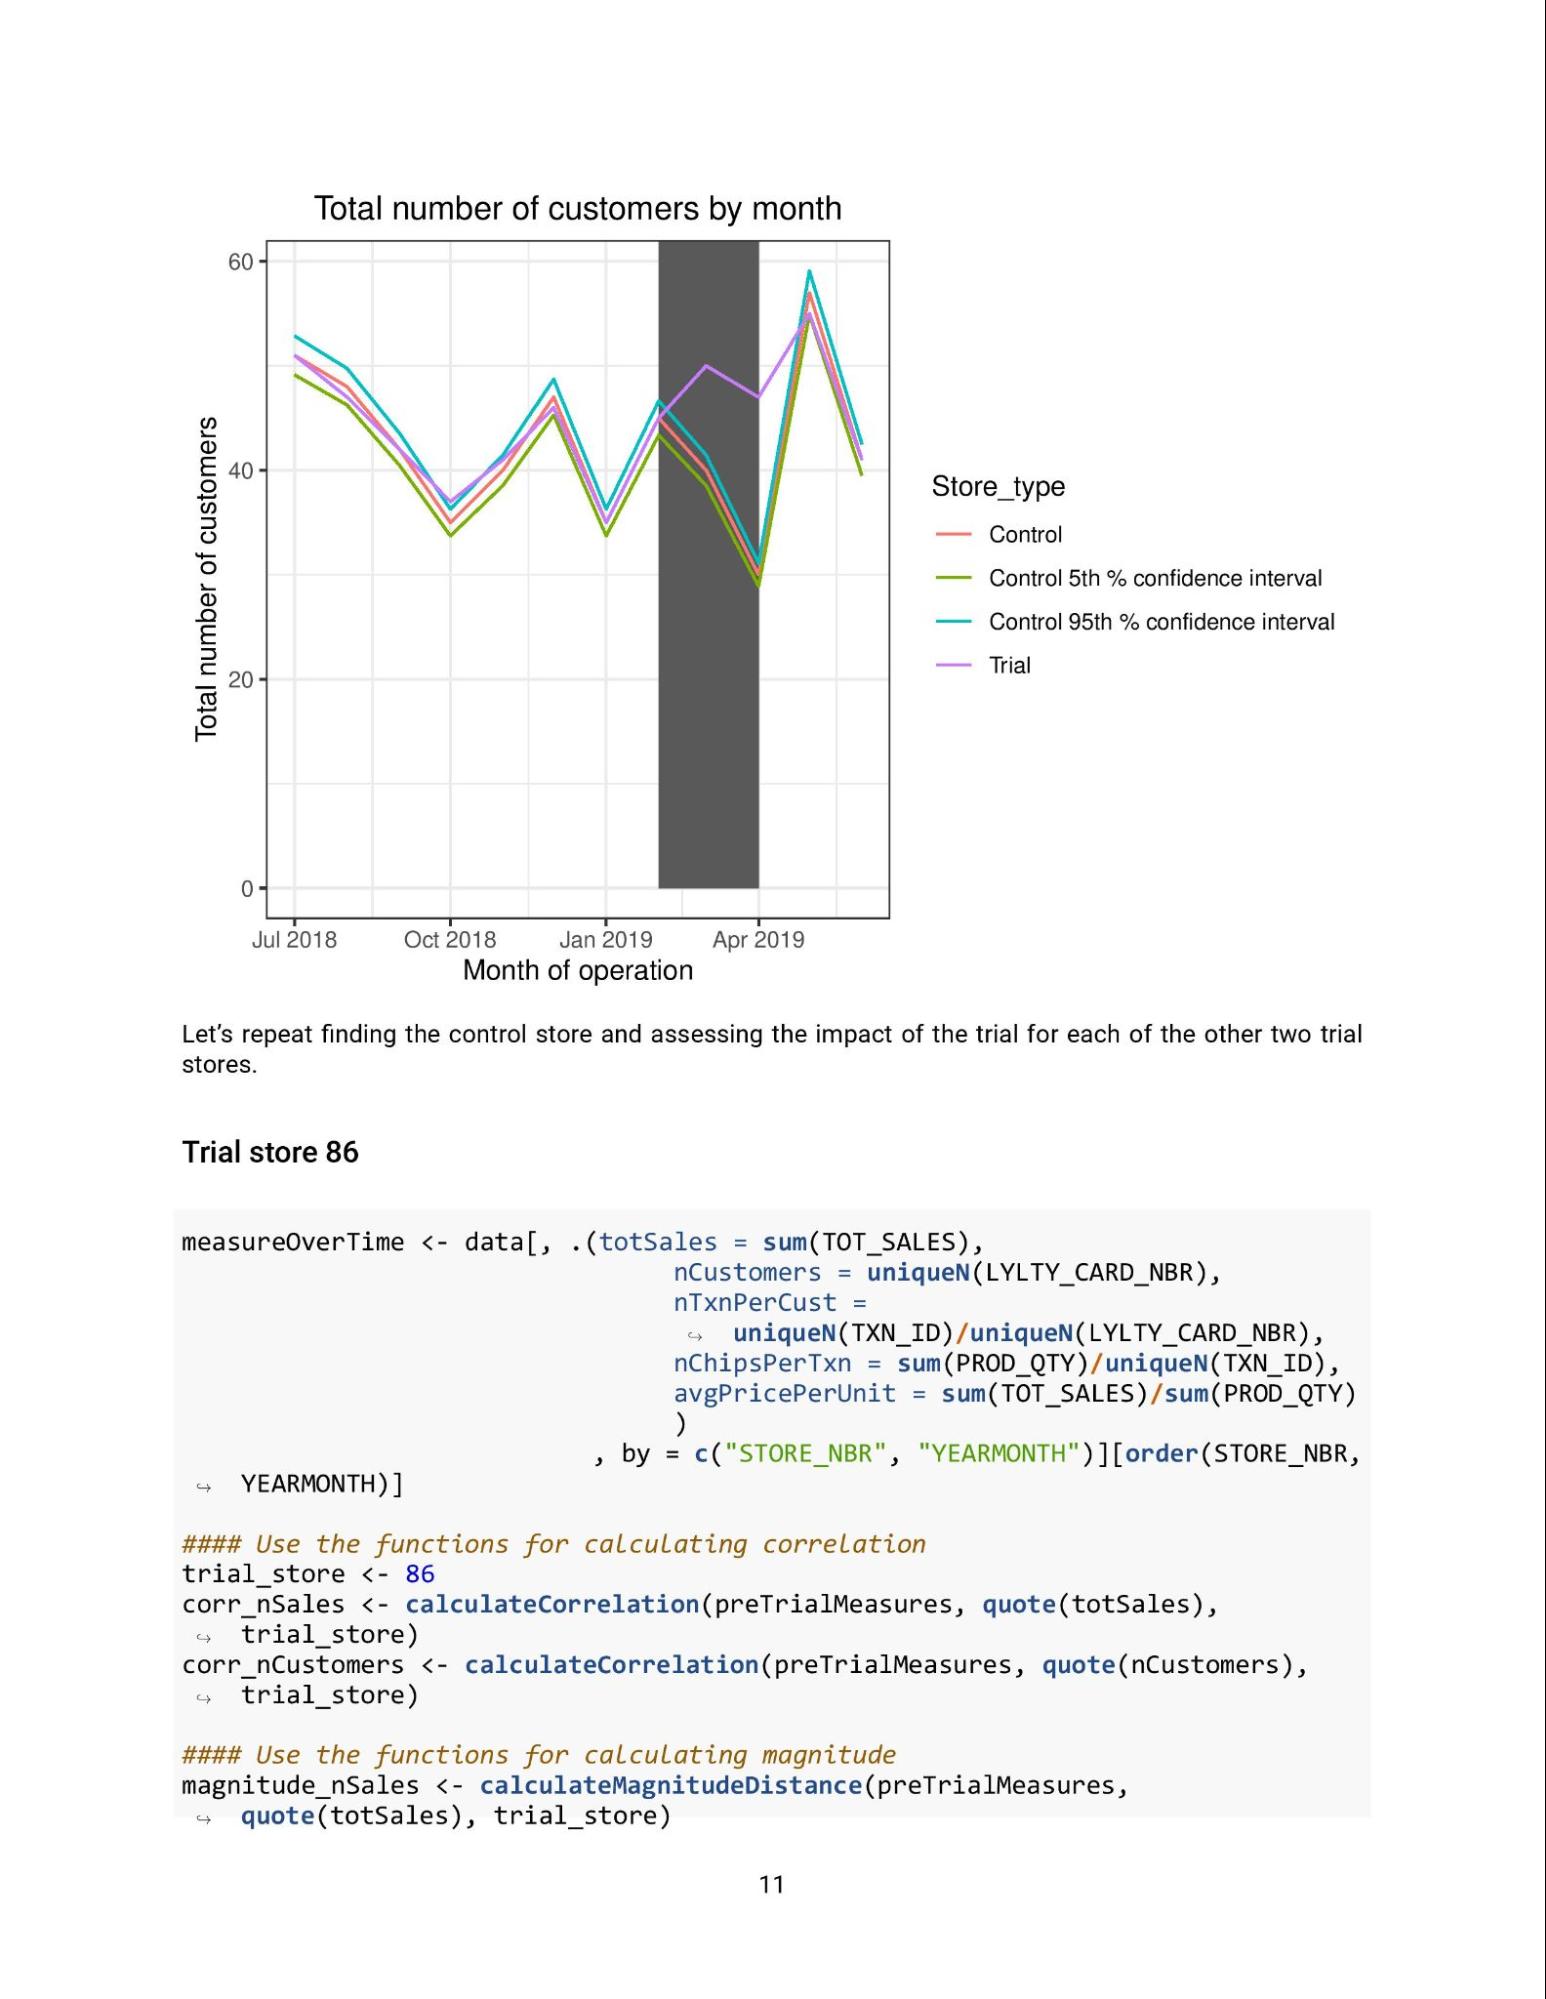 Total number of customers by month
60
40
20
0
Total number of customers
Jul 2018 Oct 2018 Jan 2019 Apr 2019
Month of operation
Store_type
Control
Control 5th % confidence interval
Control 95th % confidence interval
Trial
Let's repeat finding the control store and assessing the impact of the trial for each of the other two trial
stores.
Trial store 86
measureOverTime <- data[, .(totSales = sum(TOT_SALES),
nCustomers = uniqueN(LYLTY_CARD_NBR),
nTxnPerCust =
↪ uniqueN(TXN_ID)/uniqueN(LYLTY_CARD_NBR),
nChipsPerTxn = sum(PROD_QTY)/uniqueN(TXN_ID),
avgPricePerUnit = sum(TOT_SALES)/sum(PROD_QTY)
)
, by = c("STORE_NBR", "YEARMONTH")][order(STORE_NBR,
↪ YEARMONTH)]
#### Use the functions for calculating correlation
trial_store <- 86
corr_nSales <- calculateCorrelation(preTrialMeasures, quote(totSales),
↪ trial_store)
corr_nCustomers <- calculateCorrelation(preTrialMeasures, quote(nCustomers),
↪ trial_store)
#### Use the functions for calculating magnitude
magnitude_nSales <- calculateMagnitudeDistance(preTrialMeasures,
↪ quote(totSales), trial_store)
11